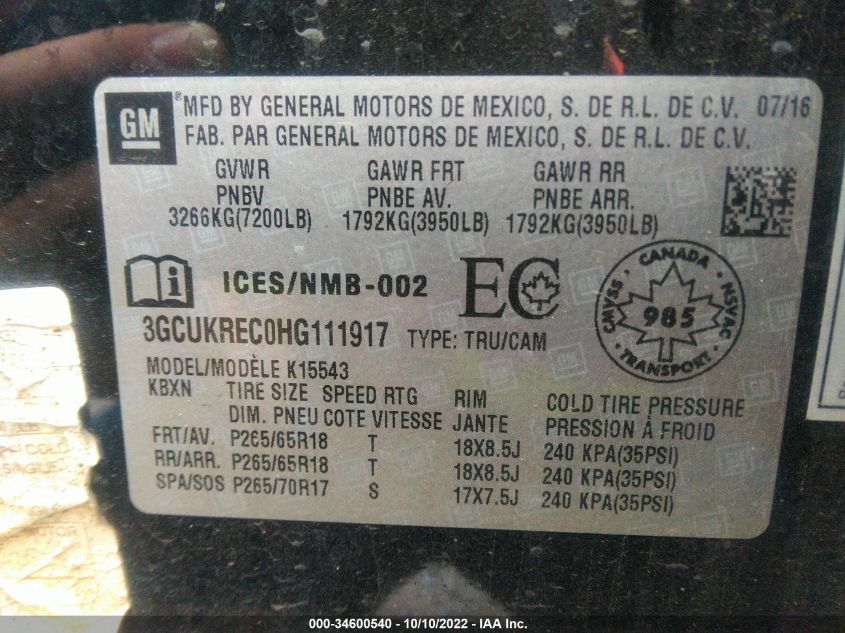 GM
® MFD BY GENERAL MOTORS DE MEXICO, S. DE R.L. DE C.V. 07/16
FAB. PAR GENERAL MOTORS DE MEXICO, S. DE R.L. DE C.V.
GVWR GAWR FRT GAWR RR
PNBV PNBE AV. PNBE ARR.
3266KG(7200LB) 1792KG(3950LB) 1792KG(3950LB)
ICES/NMB-002 EC
CANADA
CMVSS 985 NSVAC
TRANSPORT
3GCUKREC0HG111917 TYPE: TRU/CAM
MODEL/MODÈLE K15543
KBXN TIRE SIZE SPEED RTG RIM COLD TIRE PRESSURE
DIM. PNEU COTE VITESSE JANTE PRESSION À FROID
FRT/AV. P265/65R18 T 18X8.5J 240 KPA(35PSI)
RR/ARR. P265/65R18 T 18X8.5J 240 KPA(35PSI)
SPA/SOS P265/70R17 S 17X7.5J 240 KPA(35PSI)
000-34600540 - 10/10/2022 - IAA Inc.